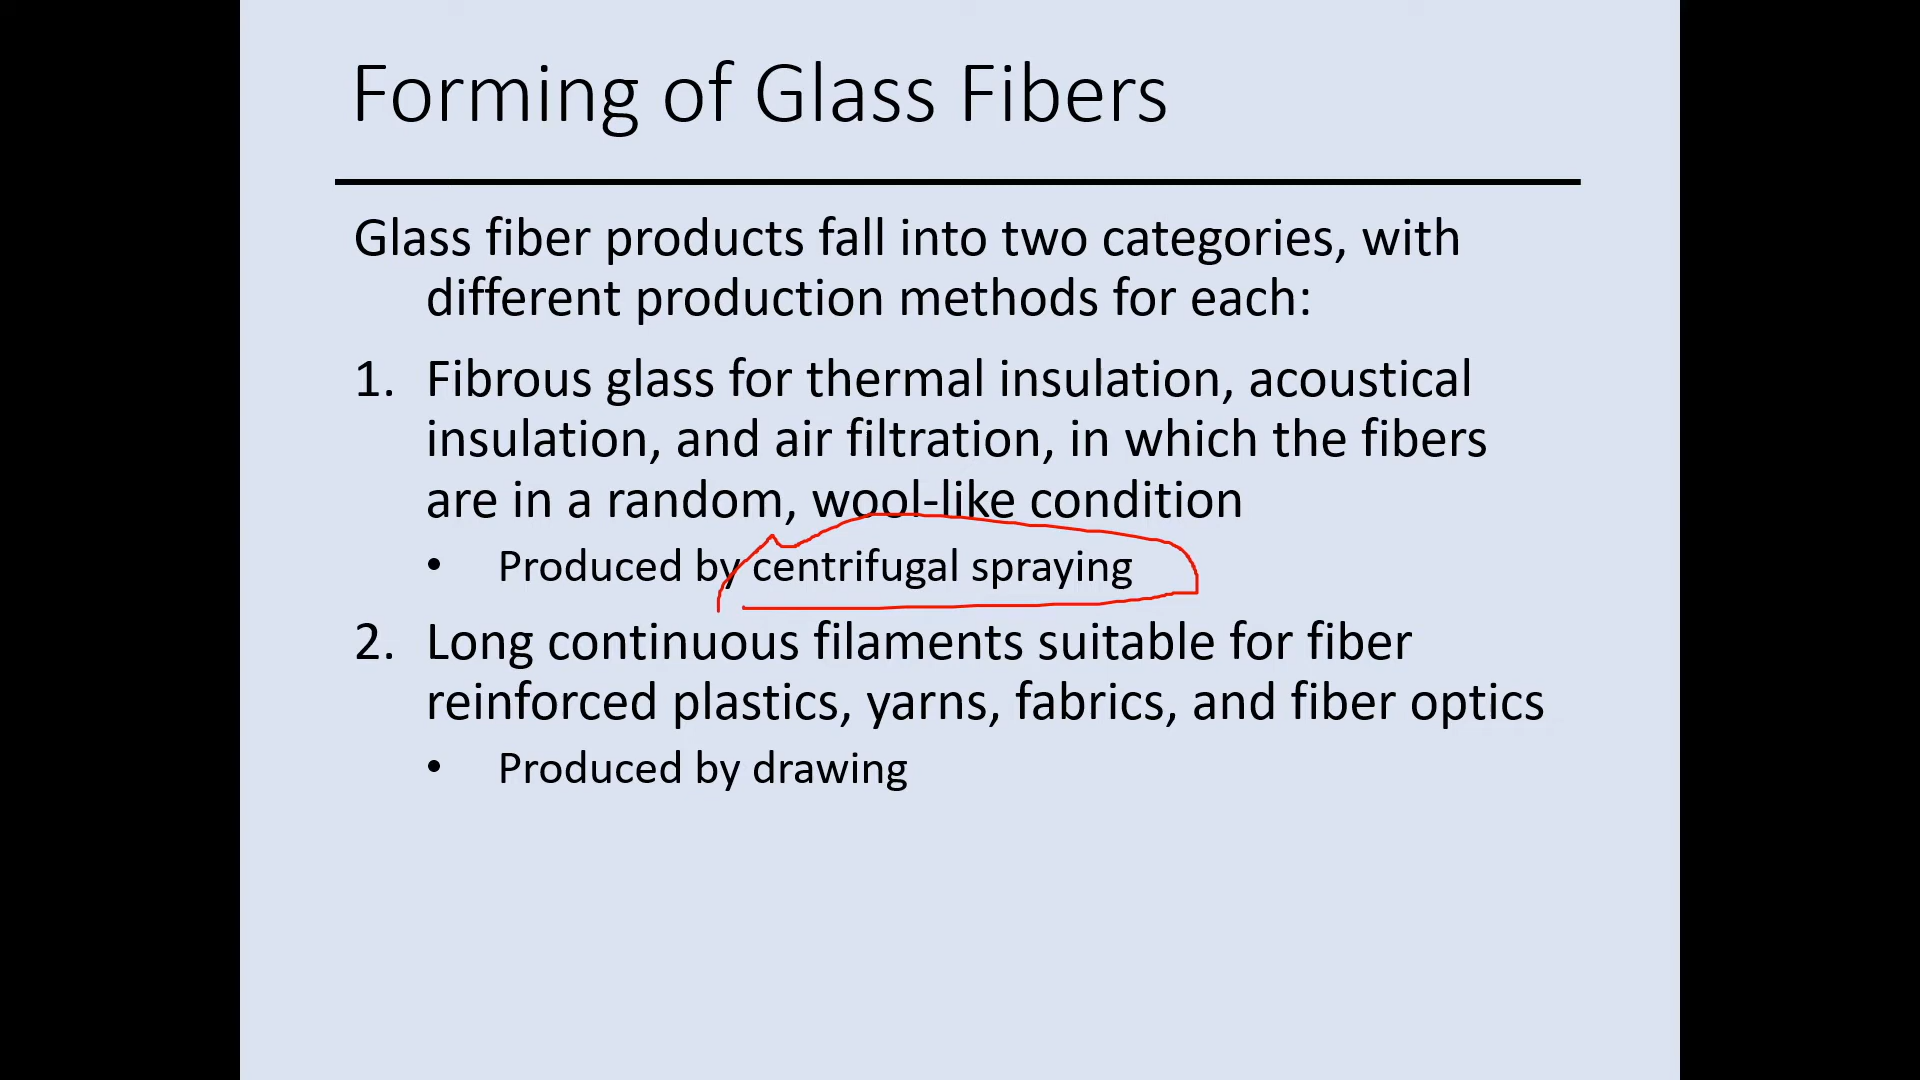 Forming of Glass Fibers
Glass fiber products fall into two categories, with
different production methods for each:
1. Fibrous glass for thermal insulation, acoustical
insulation, and air filtration, in which the fibers
are in a random, wool-like condition
• Produced by centrifugal spraying
2. Long continuous filaments suitable for fiber
reinforced plastics, yarns, fabrics, and fiber optics
• Produced by drawing